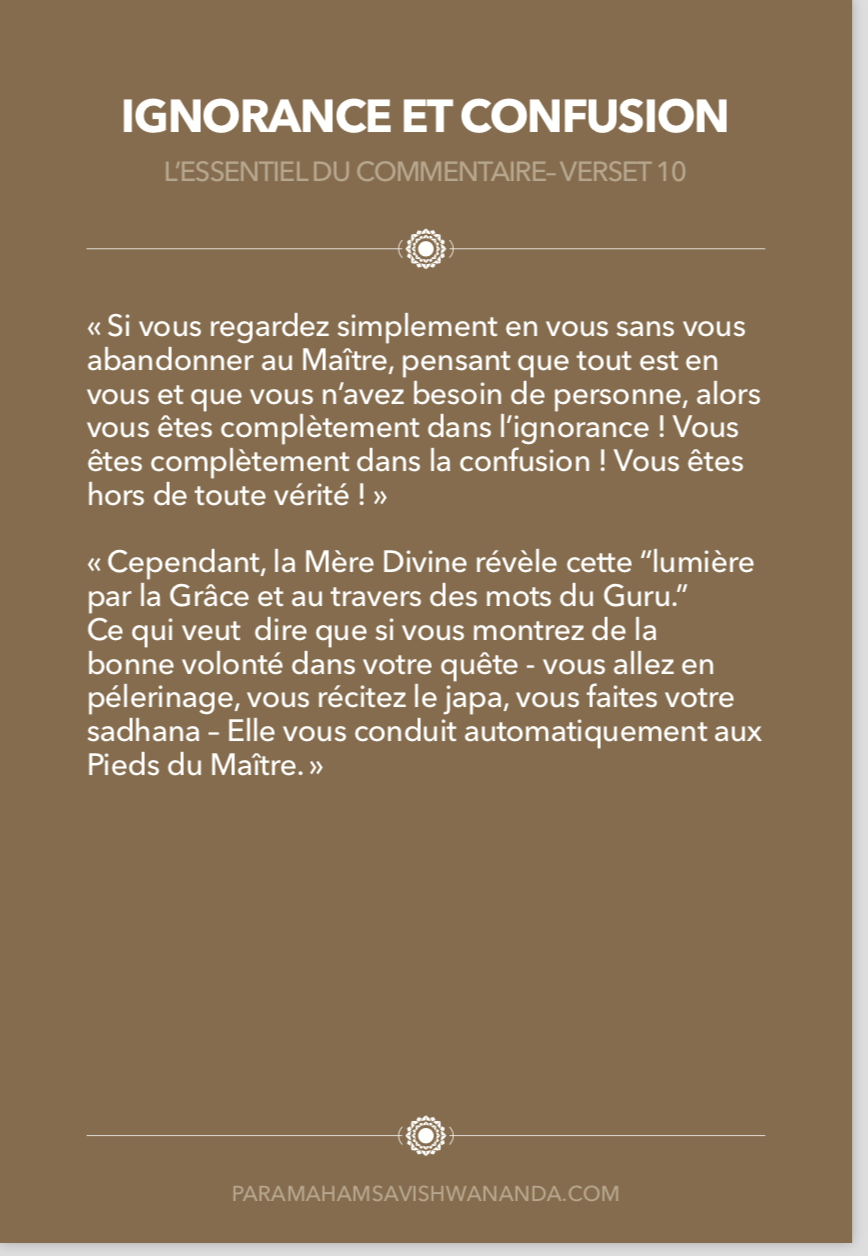 IGNORANCE ET CONFUSION
L’ESSENTIEL DU COMMENTAIRE– VERSET 10
« Si vous regardez simplement en vous sans vous
abandonner au Maître, pensant que tout est en
vous et que vous n’avez besoin de personne, alors
vous êtes complètement dans l’ignorance ! Vous
êtes complètement dans la confusion ! Vous êtes
hors de toute vérité ! »
« Cependant, la Mère Divine révèle cette “lumière
par la Grâce et au travers des mots du Guru.”
Ce qui veut  dire que si vous montrez de la
bonne volonté dans votre quête - vous allez en
pélerinage, vous récitez le japa, vous faites votre
sadhana – Elle vous conduit automatiquement aux
Pieds du Maître. »
PARAMAHAMSAVISHWANANDA.COM